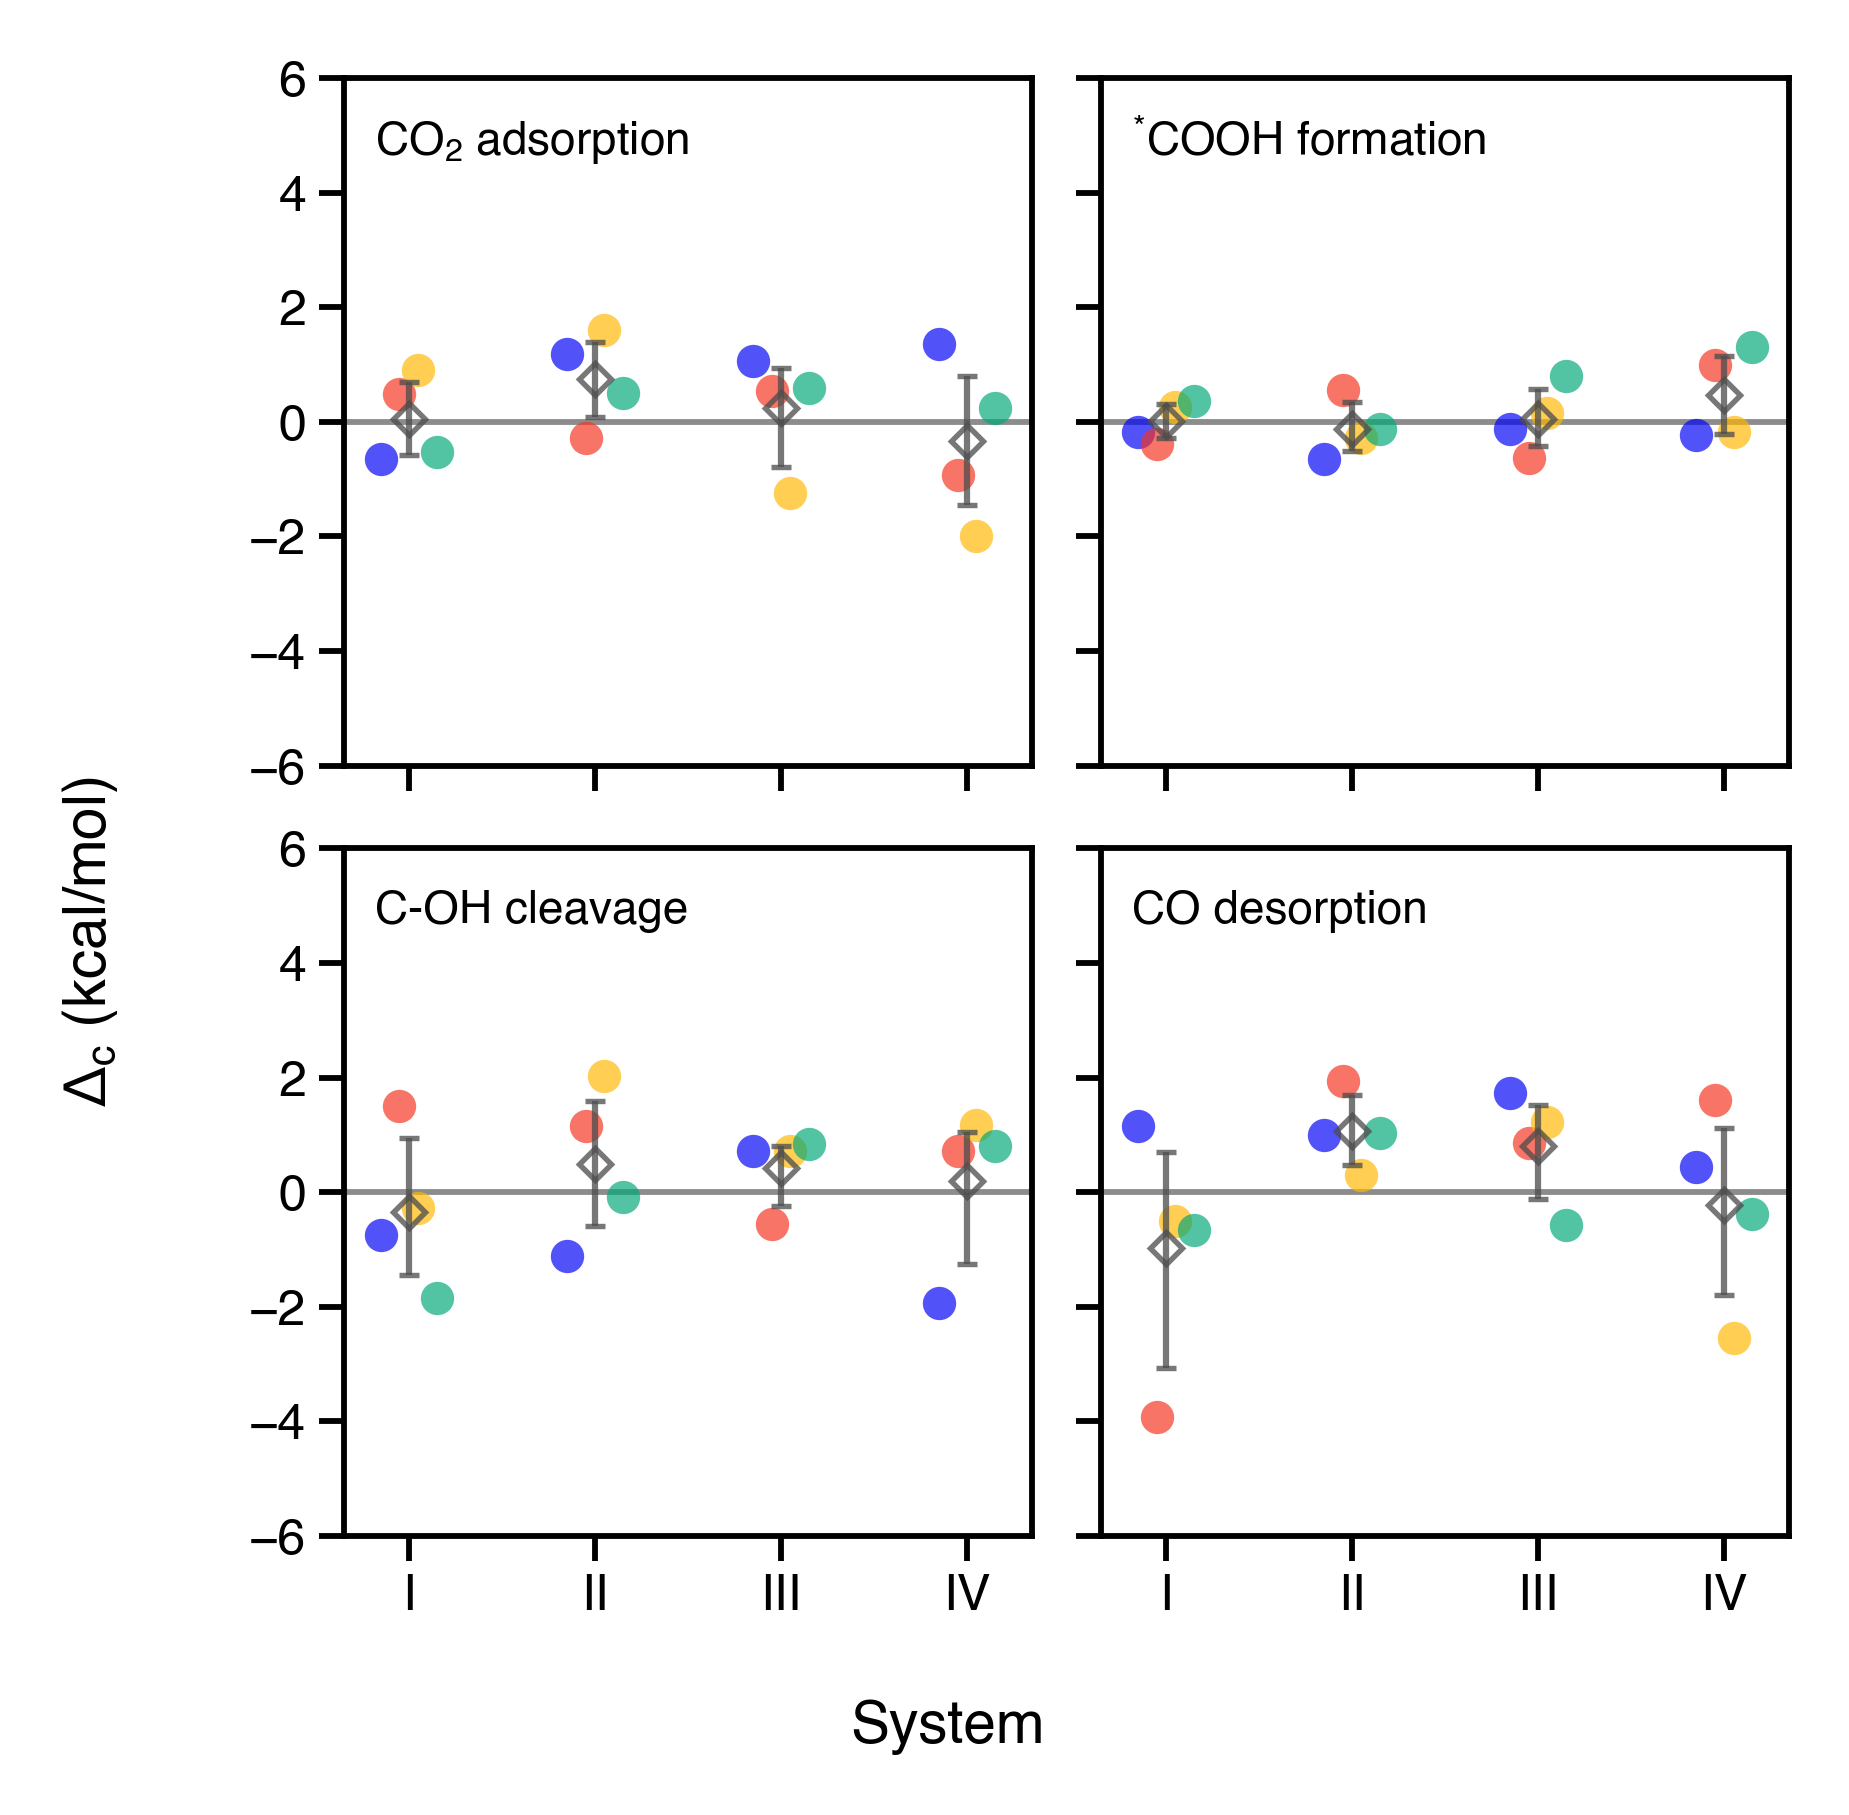 6
4
2
0
−2
−4
−6
CO₂ adsorption
*COOH formation
6
4
2
0
−2
−4
−6
C-OH cleavage
CO desorption
I II III IV
I II III IV
Δc (kcal/mol)
System